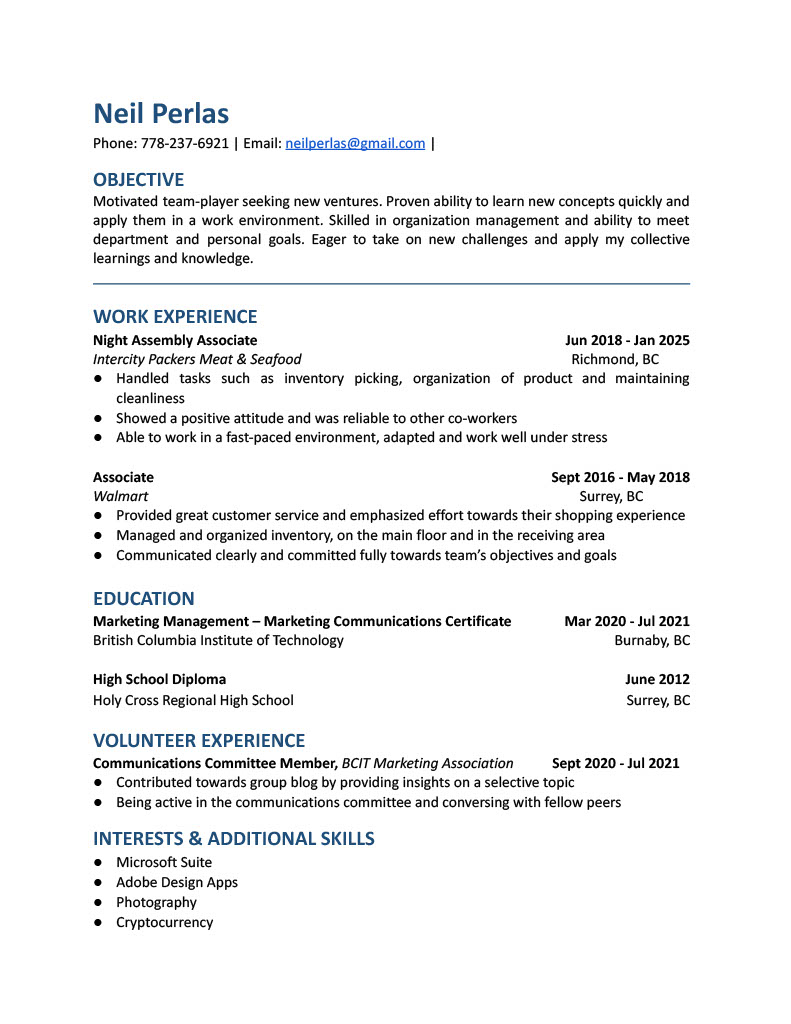 Neil Perlas
Phone: 778-237-6921 | Email: neilperlas@gmail.com |
OBJECTIVE
Motivated team-player seeking new ventures. Proven ability to learn new concepts quickly and
apply them in a work environment. Skilled in organization management and ability to meet
department and personal goals. Eager to take on new challenges and apply my collective
learnings and knowledge.
WORK EXPERIENCE
Night Assembly Associate Jun 2018 - Jan 2025
Intercity Packers Meat & Seafood Richmond, BC
● Handled tasks such as inventory picking, organization of product and maintaining
cleanliness
● Showed a positive attitude and was reliable to other co-workers
● Able to work in a fast-paced environment, adapted and work well under stress
Associate Sept 2016 - May 2018
Walmart Surrey, BC
● Provided great customer service and emphasized effort towards their shopping experience
● Managed and organized inventory, on the main floor and in the receiving area
● Communicated clearly and committed fully towards team’s objectives and goals
EDUCATION
Marketing Management – Marketing Communications Certificate Mar 2020 - Jul 2021
British Columbia Institute of Technology Burnaby, BC
High School Diploma June 2012
Holy Cross Regional High School Surrey, BC
VOLUNTEER EXPERIENCE
Communications Committee Member, BCIT Marketing Association Sept 2020 - Jul 2021
● Contributed towards group blog by providing insights on a selective topic
● Being active in the communications committee and conversing with fellow peers
INTERESTS & ADDITIONAL SKILLS
● Microsoft Suite
● Adobe Design Apps
● Photography
● Cryptocurrency